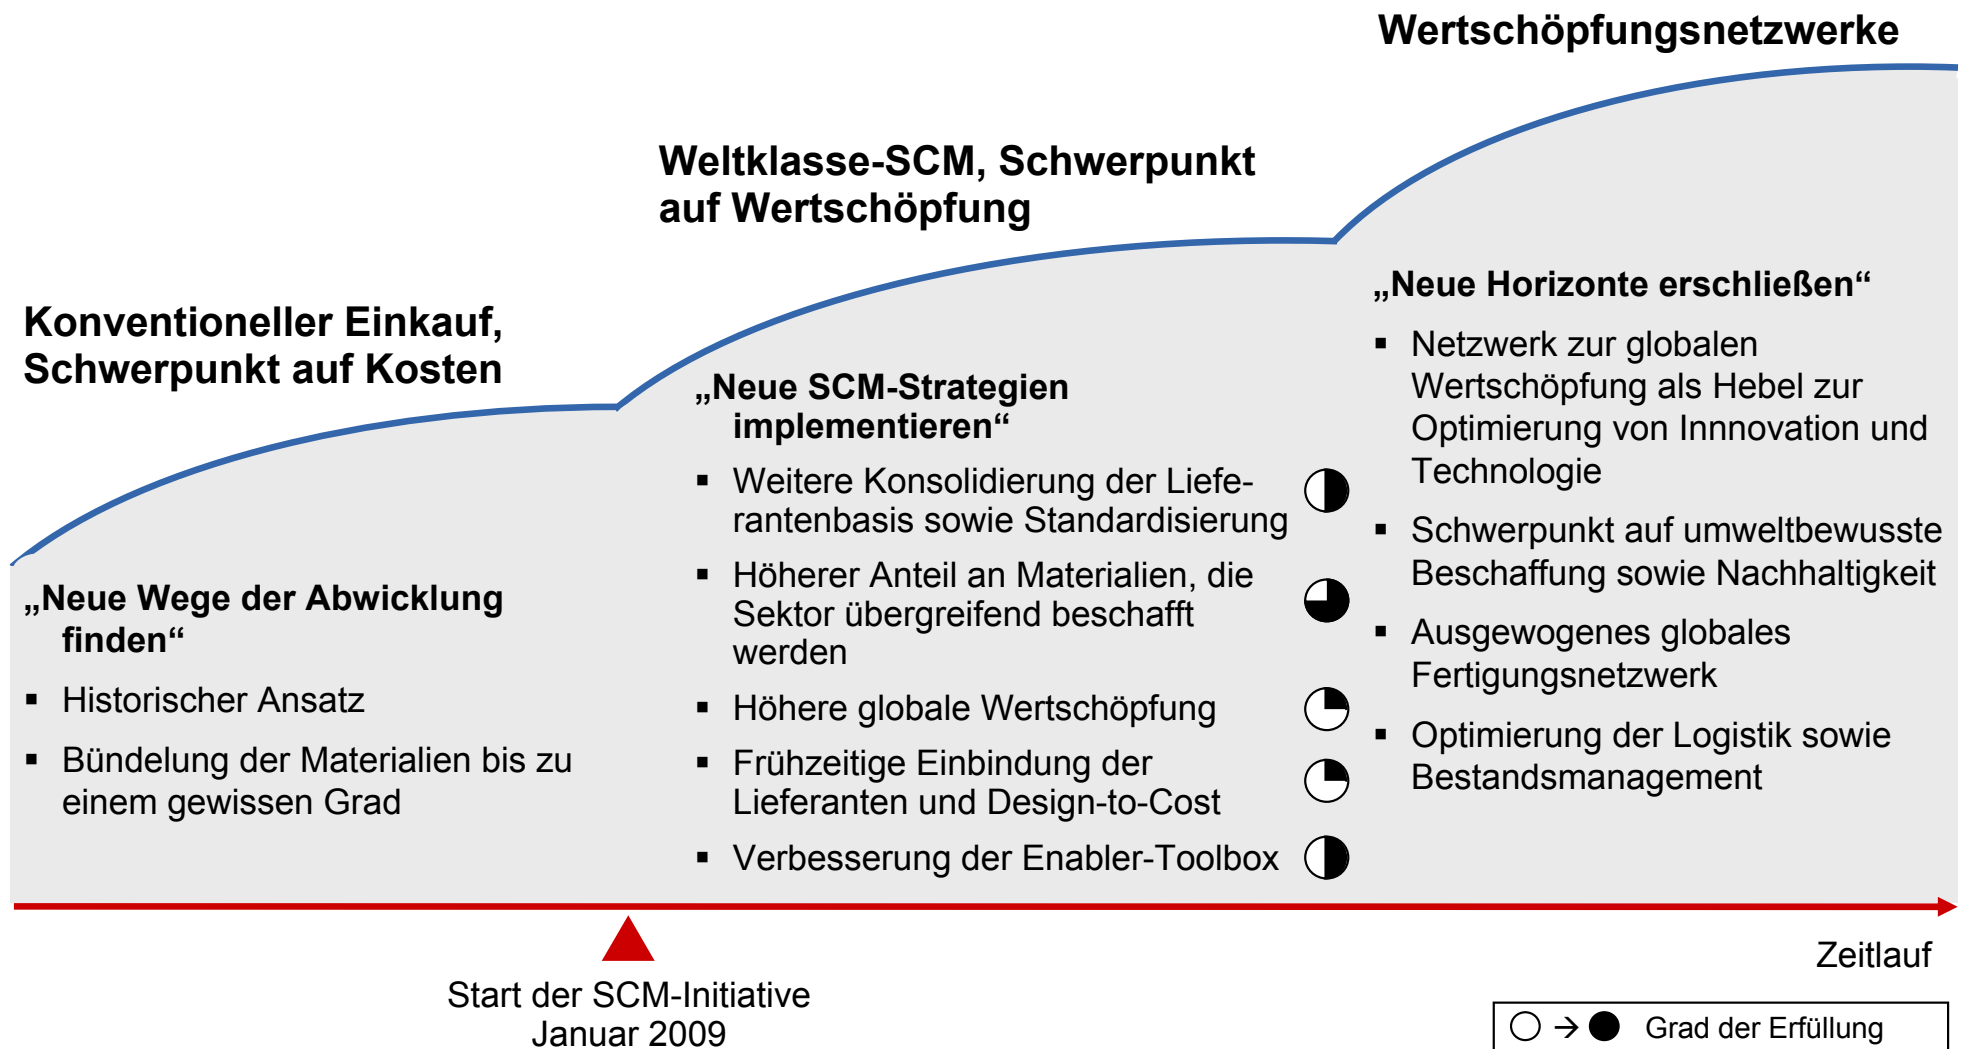 Wertschöpfungsnetzwerke
Weltklasse-SCM, Schwerpunkt
auf Wertschöpfung
Konventioneller Einkauf,
Schwerpunkt auf Kosten
„Neue Wege der Abwicklung
finden“
▪ Historischer Ansatz
▪ Bündelung der Materialien bis zu
einem gewissen Grad
„Neue SCM-Strategien
implementieren“
▪ Weitere Konsolidierung der Liefe-
rantenbasis sowie Standardisierung
▪ Höherer Anteil an Materialien, die
Sektor übergreifend beschafft
werden
▪ Höhere globale Wertschöpfung
▪ Frühzeitige Einbindung der
Lieferanten und Design-to-Cost
▪ Verbesserung der Enabler-Toolbox
„Neue Horizonte erschließen“
▪ Netzwerk zur globalen
Wertschöpfung als Hebel zur
Optimierung von Innnovation und
Technologie
▪ Schwerpunkt auf umweltbewusste
Beschaffung sowie Nachhaltigkeit
▪ Ausgewogenes globales
Fertigungsnetzwerk
▪ Optimierung der Logistik sowie
Bestandsmanagement
Zeitlauf
Start der SCM-Initiative
Januar 2009
○ → ● Grad der Erfüllung